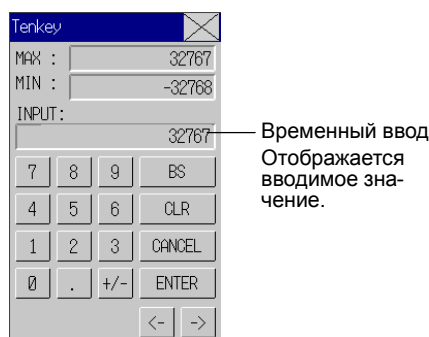 Tenkey
MAX : 32767
MIN : -32768
INPUT:
32767
Временный ввод
Отображается
вводимое зна-
чение.
7 8 9 BS
4 5 6 CLR
1 2 3 CANCEL
0 . +/- ENTER
<- ->